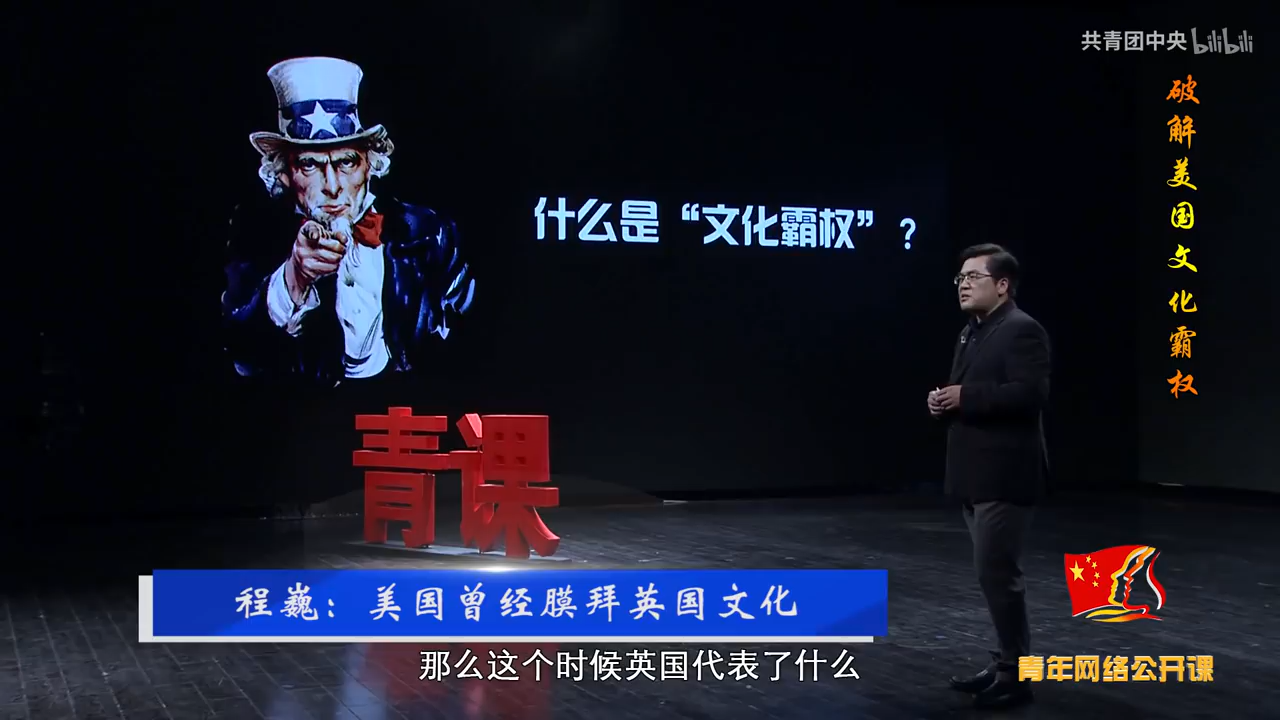 共青团中央 bilibili
破解美国文化霸权
什么是“文化霸权”？
青课
程巍：美国曾经膜拜英国文化
那么这个时候英国代表了什么
青年网络公开课